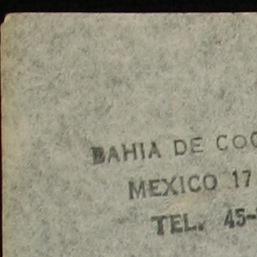 BAHIA DE COC
MEXICO 17
TEL. 45-